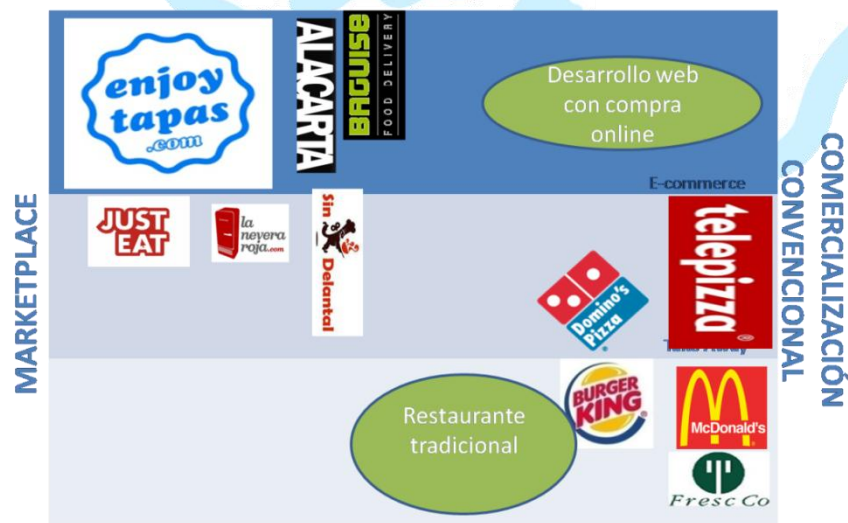 MARKETPLACE
enjoy
tapas
.com
ALACARTA
BAGUISE
FOOD DELIVERY
Desarrollo web
con compra
online
E-commerce
JUST
EAT
la
nevera
roja.com
Sin
Delantal
Domino's
Pizza
telepizza
Restaurante
tradicional
BURGER
KING
McDonald's
Fresc Co
COMERCIALIZACIÓN
CONVENCIONAL